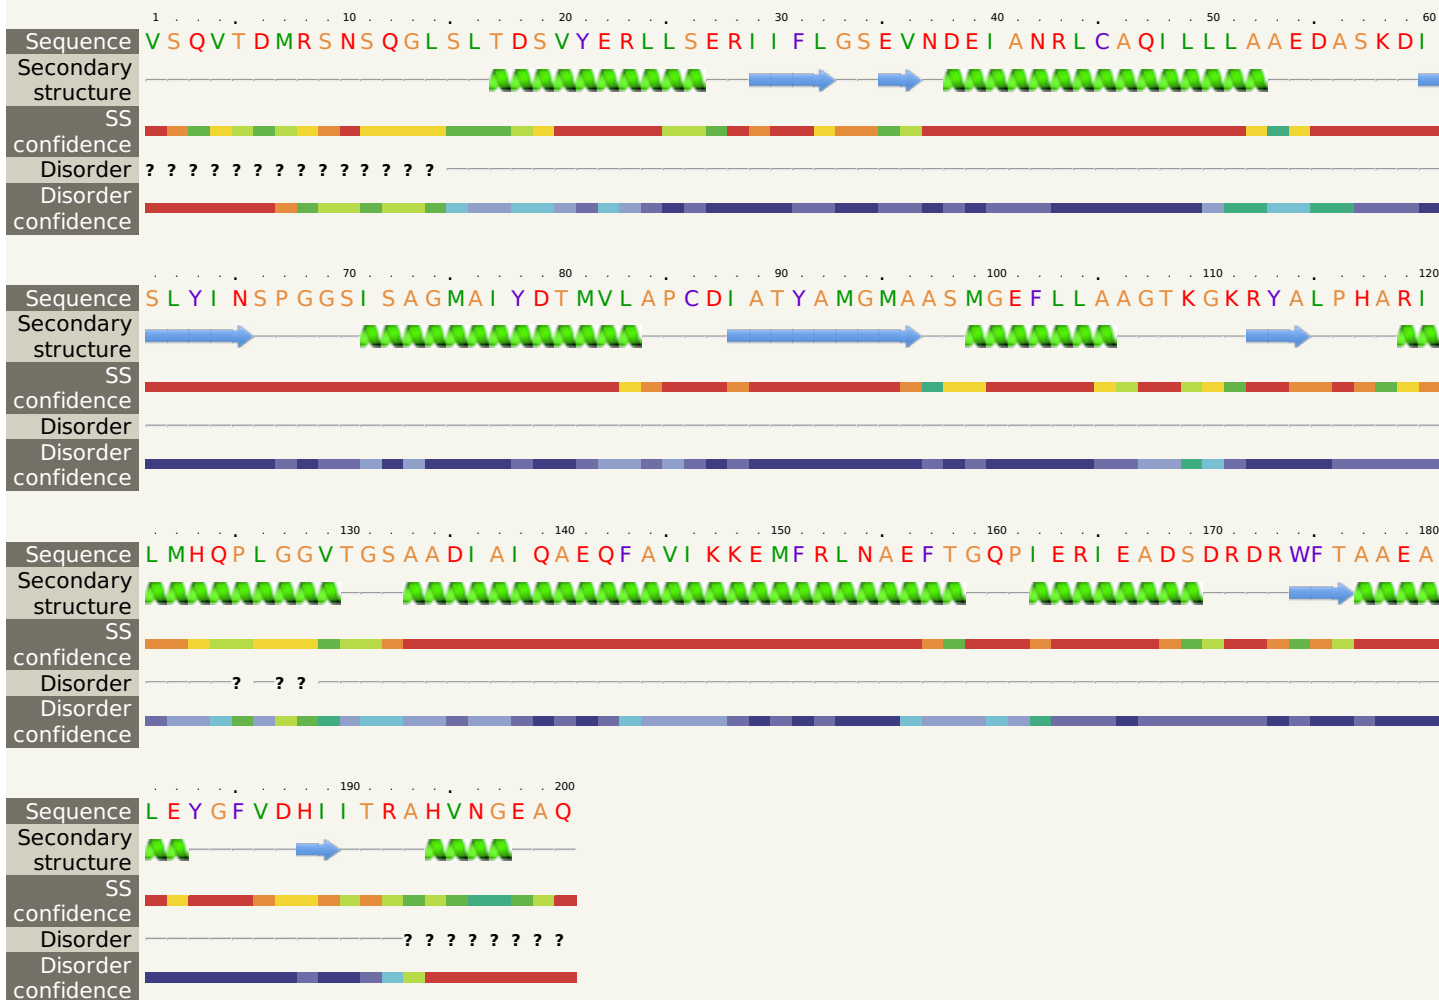 1 10 20 30 40 50 60
Sequence V S Q V T D M R S N S Q G L S L T D S V Y E R L L S E R I I F L G S E V N D E I A N R L C A Q I L L L A A E D A S K D I
Secondary
structure
SS
confidence
Disorder ? ? ? ? ? ? ? ? ? ? ? ? ? ?
Disorder
confidence
70 80 90 100 110 120
Sequence S L Y I N S P G G S I S A G M A I Y D T M V L A P C D I A T Y A M G M A A S M G E F L L A A G T K G K R Y A L P H A R I
Secondary
structure
SS
confidence
Disorder
Disorder
confidence
130 140 150 160 170 180
Sequence L M H Q P L G G V T G S A A D I A I Q A E Q F A V I K K E M F R L N A E F T G Q P I E R I E A D S D R D R W F T A A E A
Secondary
structure
SS
confidence
Disorder ? ? ?
Disorder
confidence
190 200
Sequence L E Y G F V D H I I T R A H V N G E A Q
Secondary
structure
SS
confidence
Disorder ? ? ? ? ? ? ? ?
Disorder
confidence